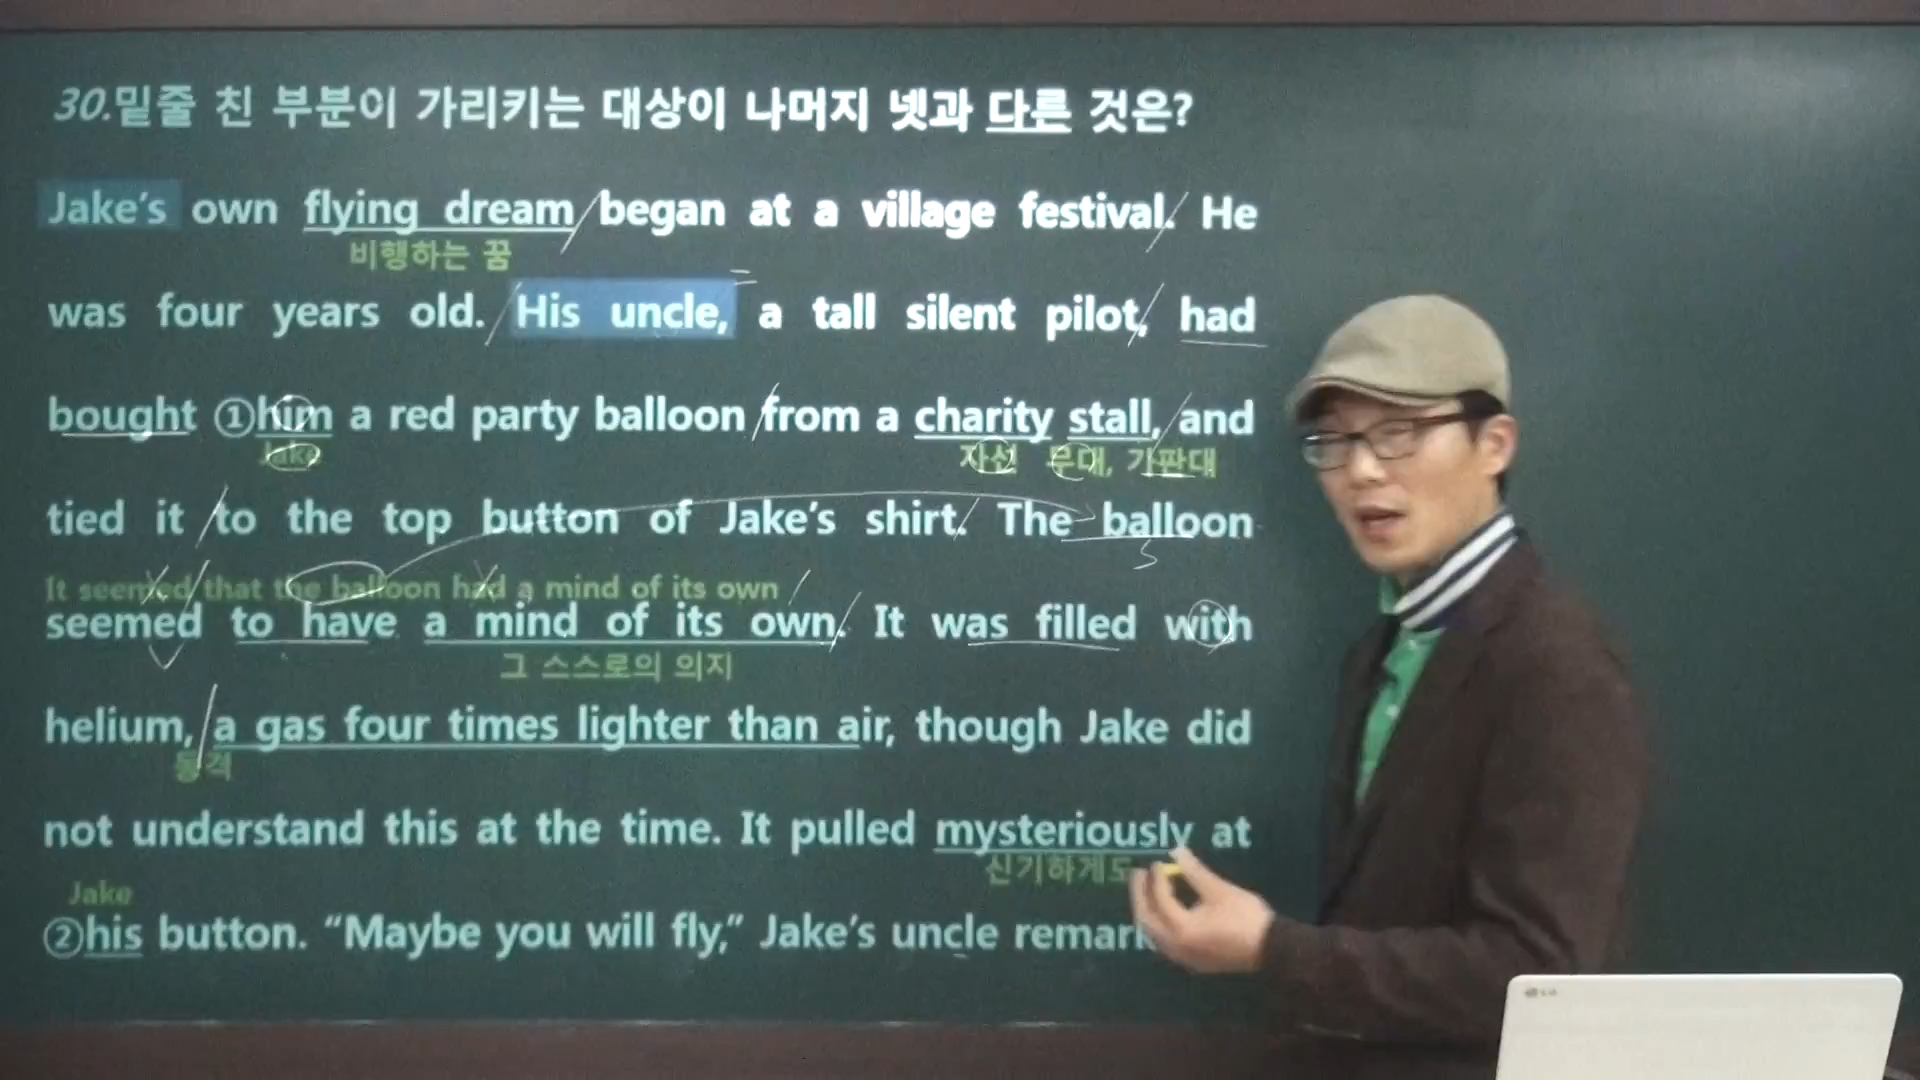 30.밑줄 친 부분이 가리키는 대상이 나머지 넷과 다른 것은?
Jake's own flying dream began at a village festival. He
비행하는 꿈
was four years old. His uncle, a tall silent pilot, had
bought ①him a red party balloon from a charity stall, and
Jake 자선 무대, 가판대
tied it to the top button of Jake's shirt. The balloon
It seemed that the balloon had a mind of its own
seemed to have a mind of its own. It was filled with
그 스스로의 의지
helium, a gas four times lighter than air, though Jake did
동격
not understand this at the time. It pulled mysteriously at
신기하게도
Jake
②his button. “Maybe you will fly,” Jake's uncle remark
LG